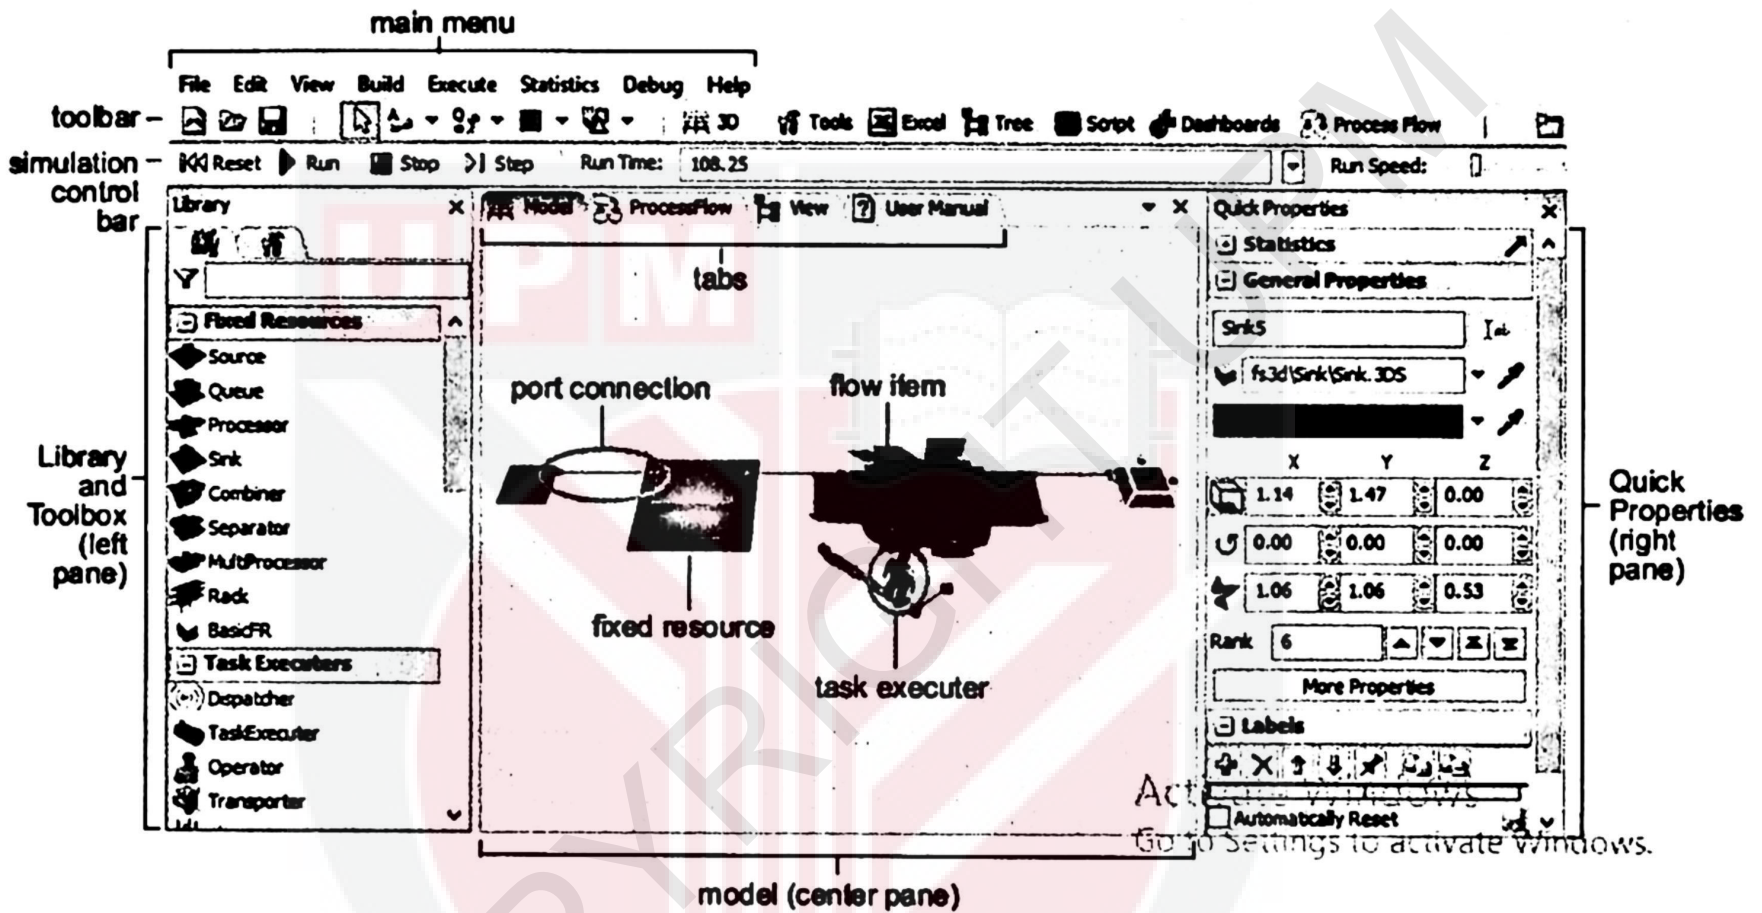 main menu
File Edit View Build Execute Statistics Debug Help
toolbar
3D Tools Excel Tree Script Dashboards Process Flow
simulation
control
bar
Reset Run Stop Step Run Time: 108.25 Run Speed:
Library
Model ProcessFlow View User Manual
Quick Properties
tabs
Statistics
General Properties
Sink5
fs3d\Sink\Sink.3DS
X Y Z
1.14 1.47 0.00
0.00 0.00 0.00
1.06 1.06 0.53
Rank 6
More Properties
Labels
Automatically Reset
Fixed Resources
Source
Queue
Processor
Sink
Combiner
Separator
MultiProcessor
Rack
BasicFR
Task Executers
Dispatcher
TaskExecuter
Operator
Transporter
Library
and
Toolbox
(left
pane)
port connection
flow item
fixed resource
task executer
Quick
Properties
(right
pane)
Activate Windows
Go to Settings to activate Windows.
model (center pane)
UPM
COPYRIGHT UPM